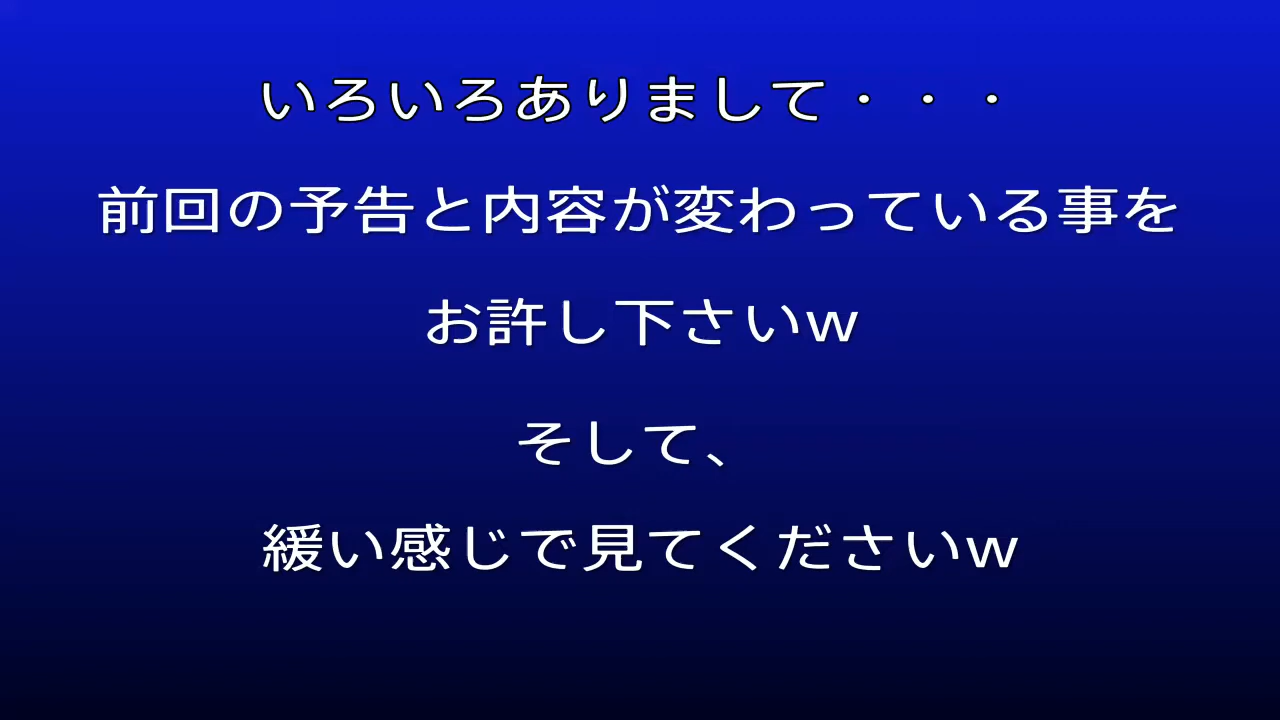 いろいろありまして・・・
前回の予告と内容が変わっている事を
お許し下さいw
そして、
緩い感じで見てくださいw